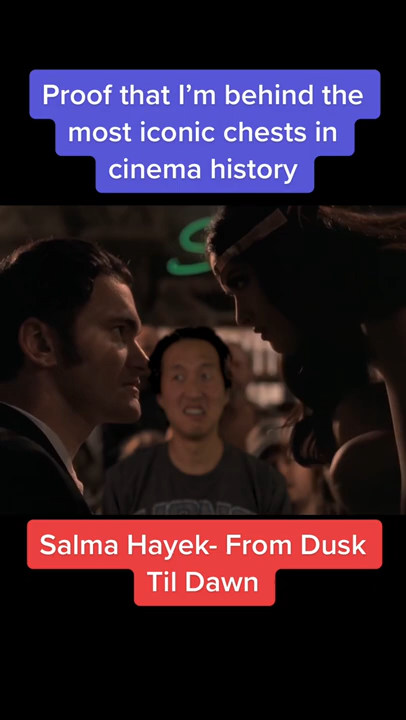 Proof that I'm behind the
most iconic chests in
cinema history
Salma Hayek- From Dusk
Til Dawn